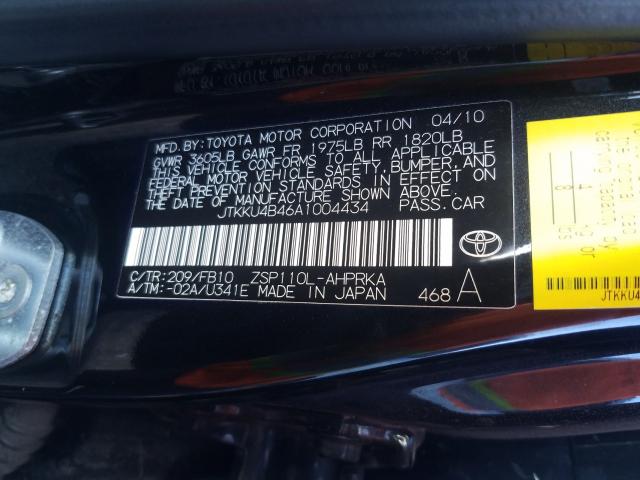 MFD. BY: TOYOTA MOTOR CORPORATION 04/10
GVWR 3605LB GAWR FR 1975LB RR 1820LB
THIS VEHICLE CONFORMS TO ALL APPLICABLE
FEDERAL MOTOR VEHICLE SAFETY, BUMPER, AND
THEFT PREVENTION STANDARDS IN EFFECT ON
THE DATE OF MANUFACTURE SHOWN ABOVE.
JTKKU4B46A1004434 PASS. CAR
C/TR: 209/FB10 ZSP110L-AHPRKA
A/TM: -02A/U341E MADE IN JAPAN 468 A
JTKKU4